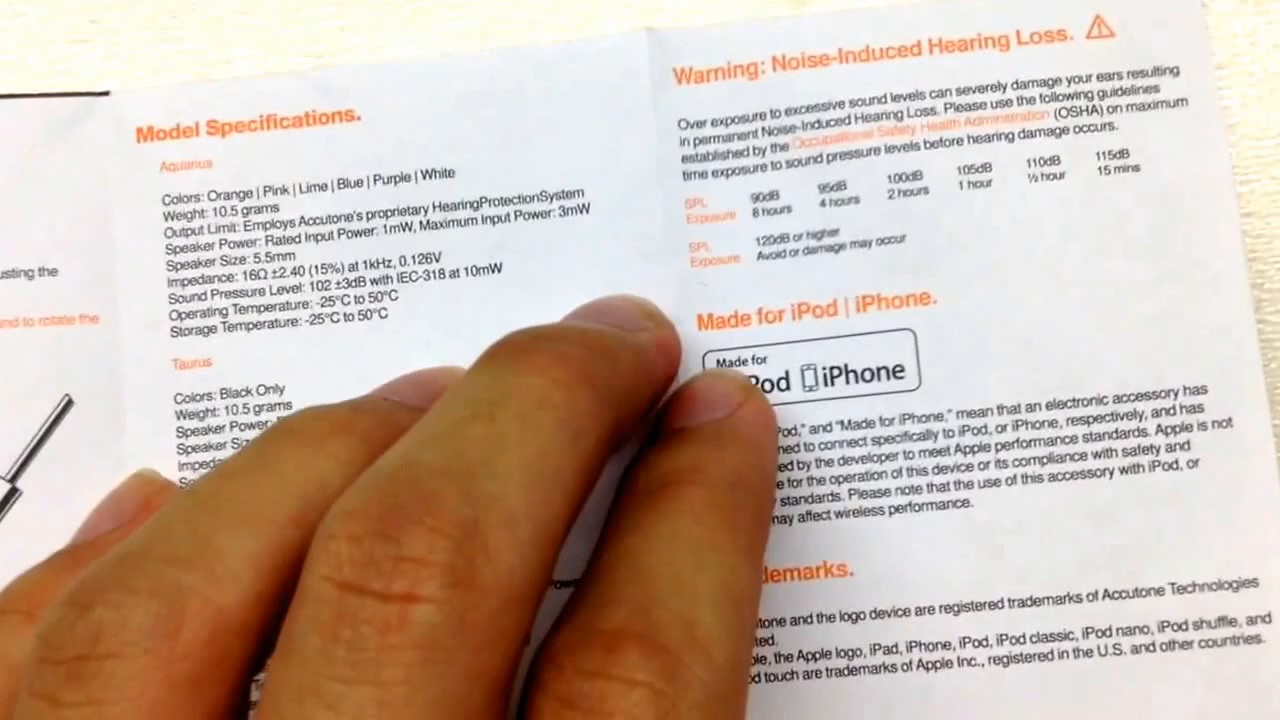 usting the
nd to rotate the
Model Specifications.
Aquarius
Colors: Orange | Pink | Lime | Blue | Purple | White
Weight: 10.5 grams
Output Limit: Employs Accutone's proprietary HearingProtectionSystem
Speaker Power: Rated Input Power: 1mW, Maximum Input Power: 3mW
Speaker Size: 5.5mm
Impedance: 16Ω ±2.40 (15%) at 1kHz, 0.126V
Sound Pressure Level: 102 ±3dB with IEC-318 at 10mW
Operating Temperature: -25°C to 50°C
Storage Temperature: -25°C to 50°C
Taurus
Colors: Black Only
Weight: 10.5 grams
Speaker Power:
Speaker Siz
Impeda
Warning: Noise-Induced Hearing Loss.
Over exposure to excessive sound levels can severely damage your ears resulting
in permanent Noise-Induced Hearing Loss. Please use the following guidelines
established by the Occupational Safety Health Administration (OSHA) on maximum
time exposure to sound pressure levels before hearing damage occurs.
SPL 90dB 95dB 100dB 105dB 110dB 115dB
Exposure 8 hours 4 hours 2 hours 1 hour ½ hour 15 mins
SPL 120dB or higher
Exposure Avoid or damage may occur
Made for iPod | iPhone.
Made for
Pod iPhone
Pod," and "Made for iPhone," mean that an electronic accessory has
ned to connect specifically to iPod, or iPhone, respectively, and has
ed by the developer to meet Apple performance standards. Apple is not
e for the operation of this device or its compliance with safety and
standards. Please note that the use of this accessory with iPod, or
may affect wireless performance.
demarks.
tone and the logo device are registered trademarks of Accutone Technologies
ted.
ple, the Apple logo, iPad, iPhone, iPod, iPod classic, iPod nano, iPod shuffle, and
od touch are trademarks of Apple Inc., registered in the U.S. and other countries.